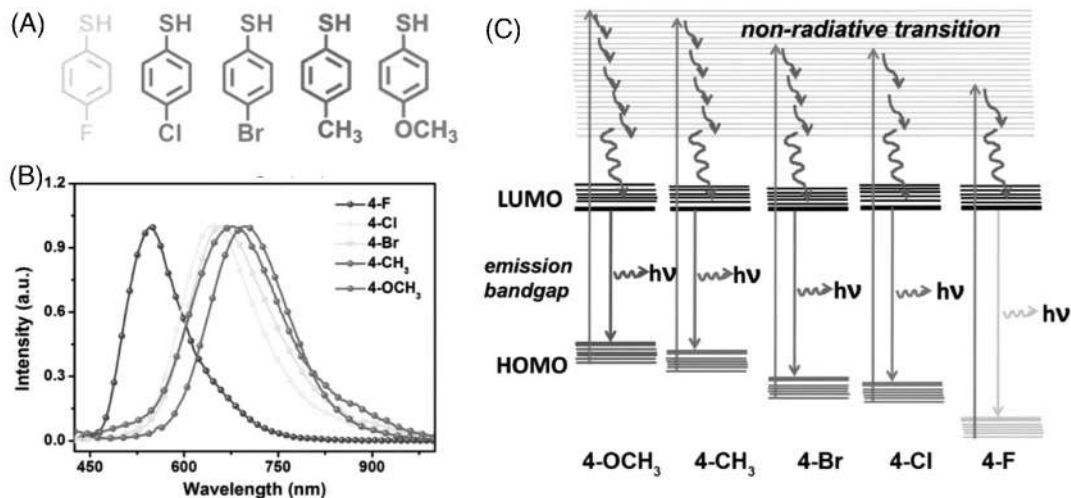 (A)
SH SH SH SH SH
F Cl Br CH₃ OCH₃
(B)
Intensity (a.u.)
1.2
0.9
0.6
0.3
0.0
450 600 750 900
Wavelength (nm)
4-F
4-Cl
4-Br
4-CH₃
4-OCH₃
(C)
non-radiative transition
LUMO
emission
bandgap
hν hν hν hν hν
HOMO
4-OCH₃ 4-CH₃ 4-Br 4-Cl 4-F